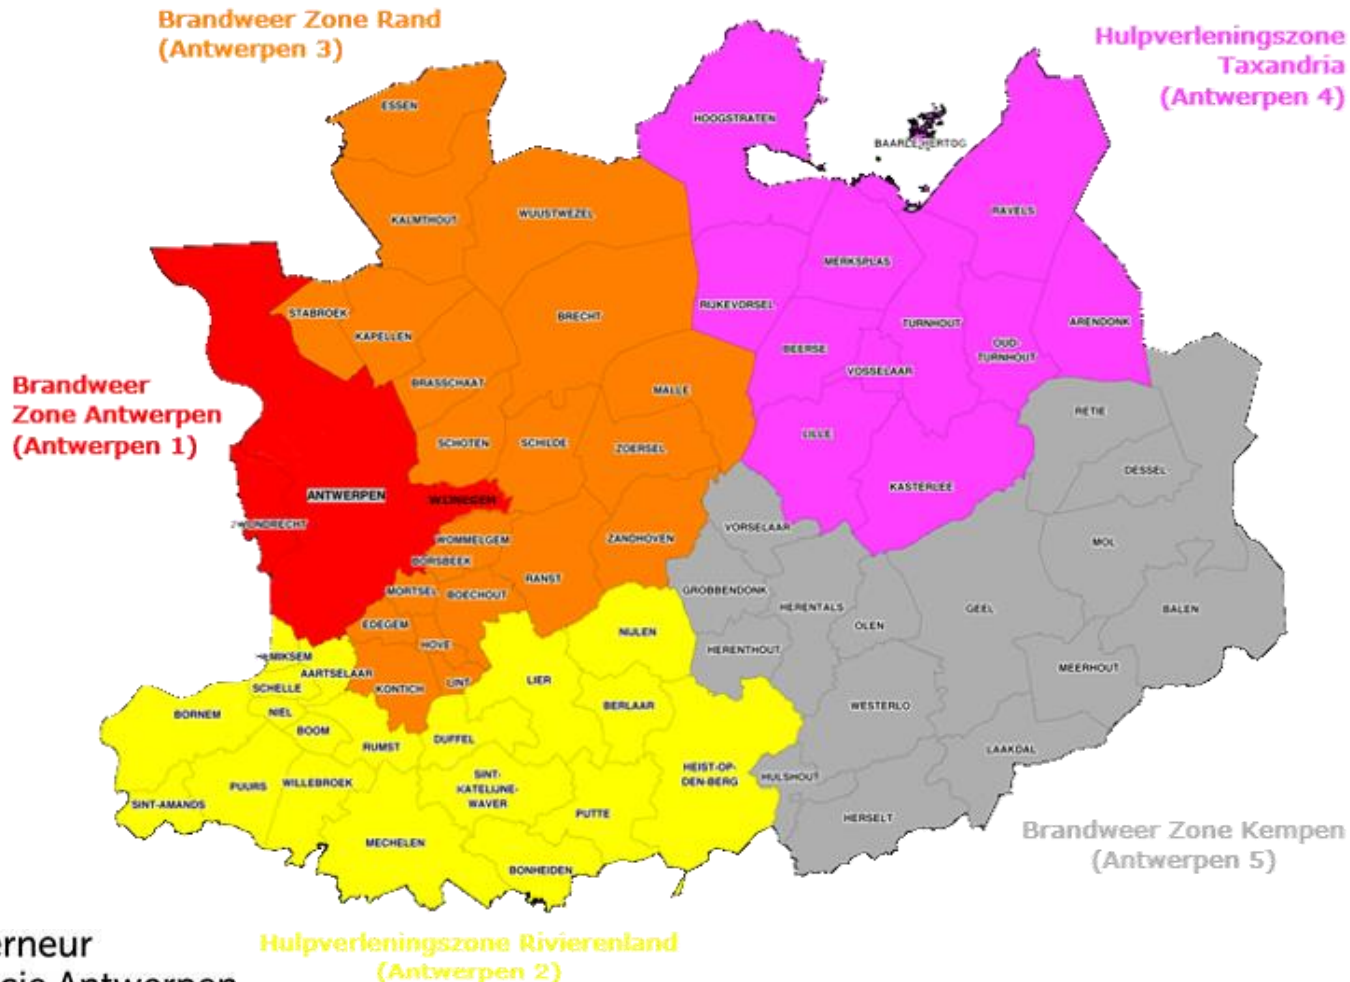 Brandweer Zone Rand
(Antwerpen 3)
Hulpverleningszone
Taxandria
(Antwerpen 4)
ESSEN
HOOGSTRATEN
BAARLE-HERTOG
KALMTHOUT
WUUSTWEZEL
RAVELS
MERKSPLAS
RIJKEVORSEL
STABROEK
KAPELLEN
BRECHT
TURNHOUT
ARENDONK
BEERSE
OUD-
TURNHOUT
VOSSELAAR
Brandweer
Zone Antwerpen
(Antwerpen 1)
BRASSCHAAT
MALLE
RETIE
SCHOTEN
SCHILDE
ZOERSEL
LILLE
DESSEL
ANTWERPEN
WIJNEGEM
KASTERLEE
ZWIJNDRECHT
WOMMELGEM
ZANDHOVEN
VORSELAAR
MOL
BORSBEEK
MORTSEL
BOECHOUT
RANST
GROBBENDONK
HERENTALS
GEEL
BALEN
EDEGEM
OLEN
HOVE
NIJLEN
HERENTHOUT
HEMIKSEM
AARTSELAAR
MEERHOUT
SCHELLE
KONTICH
LINT
LIER
BERLAAR
WESTERLO
BORNEM
NIEL
BOOM
RUMST
DUFFEL
LAAKDAL
PUURS
WILLEBROEK
SINT-
KATELIJNE-
WAVER
HEIST-OP-
DEN-BERG
HULSHOUT
SINT-AMANDS
PUTTE
HERSELT
MECHELEN
BONHEIDEN
Brandweer Zone Kempen
(Antwerpen 5)
Hulpverleningszone Rivierenland
(Antwerpen 2)
erneur
cie Antwerpen